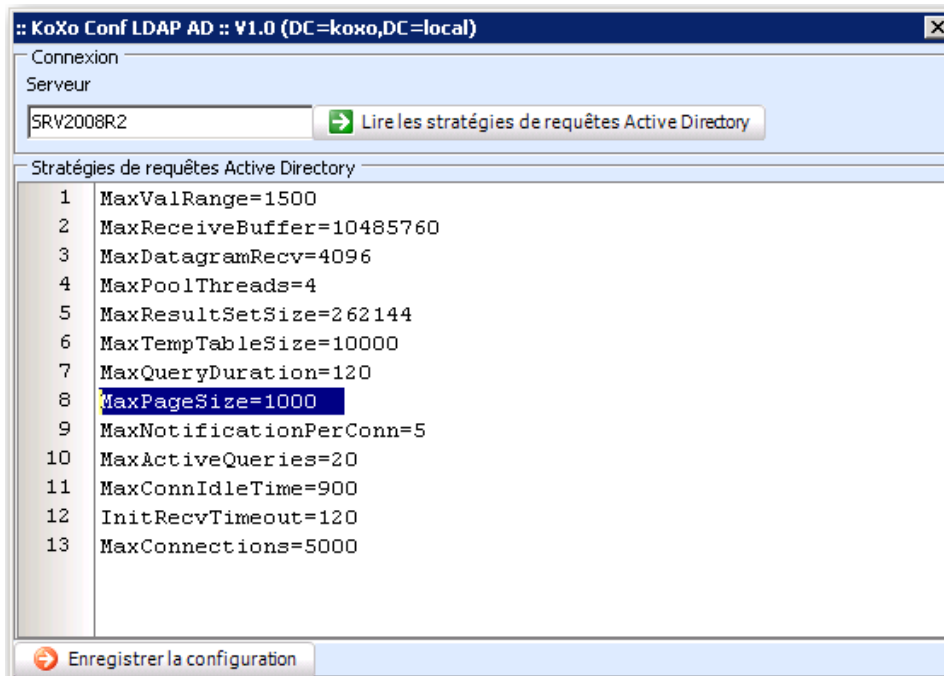 :: KoXo Conf LDAP AD :: V1.0 (DC=koxo,DC=local)
Connexion
Serveur
SRV2008R2
Lire les stratégies de requêtes Active Directory
Stratégies de requêtes Active Directory
1 MaxValRange=1500
2 MaxReceiveBuffer=10485760
3 MaxDatagramRecv=4096
4 MaxPoolThreads=4
5 MaxResultSetSize=262144
6 MaxTempTableSize=10000
7 MaxQueryDuration=120
8 MaxPageSize=1000
9 MaxNotificationPerConn=5
10 MaxActiveQueries=20
11 MaxConnIdleTime=900
12 InitRecvTimeout=120
13 MaxConnections=5000
Enregistrer la configuration